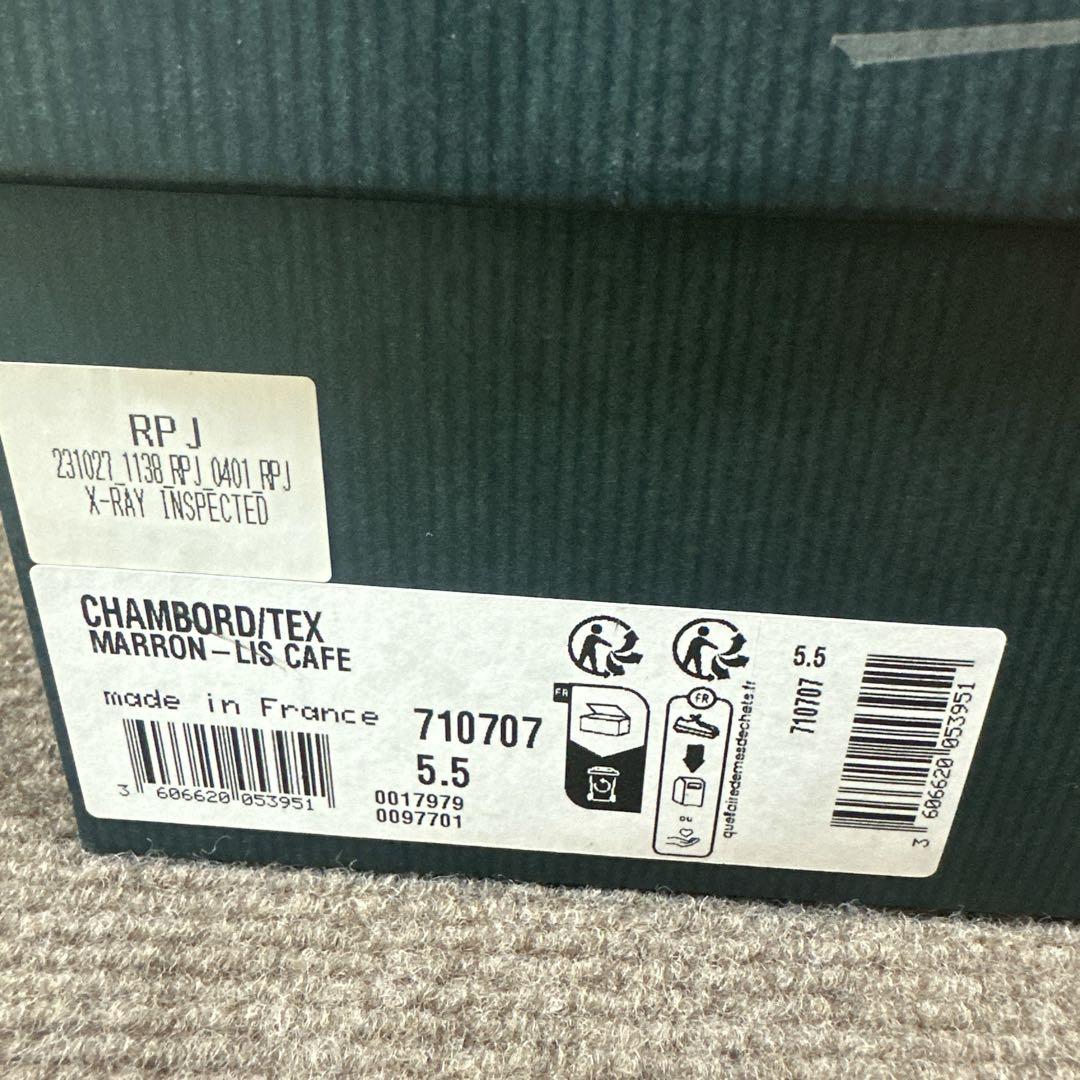 RPJ
231027_1138_RPJ_0401_RPJ
X-RAY INSPECTED
CHAMBORD/TEX
MARRON-LIS CAFE
made in France
710707
5.5
3 606620 053951
0017979
0097701
FR
FR
OU
quefairedemesdechets.fr
5.5
710707
3 606620 053951